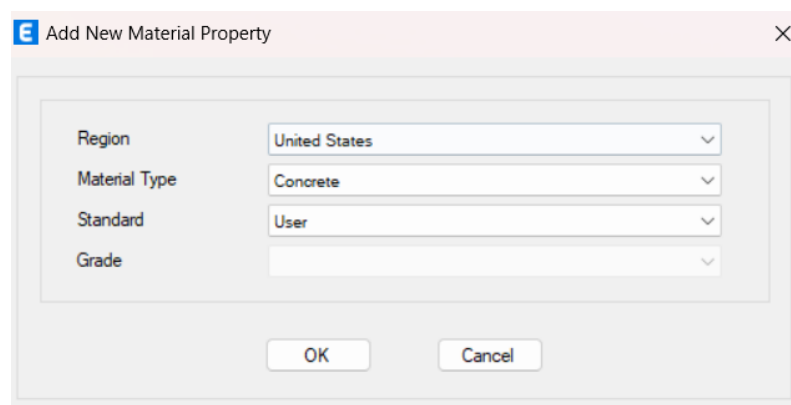 E Add New Material Property
Region United States
Material Type Concrete
Standard User
Grade
OK Cancel